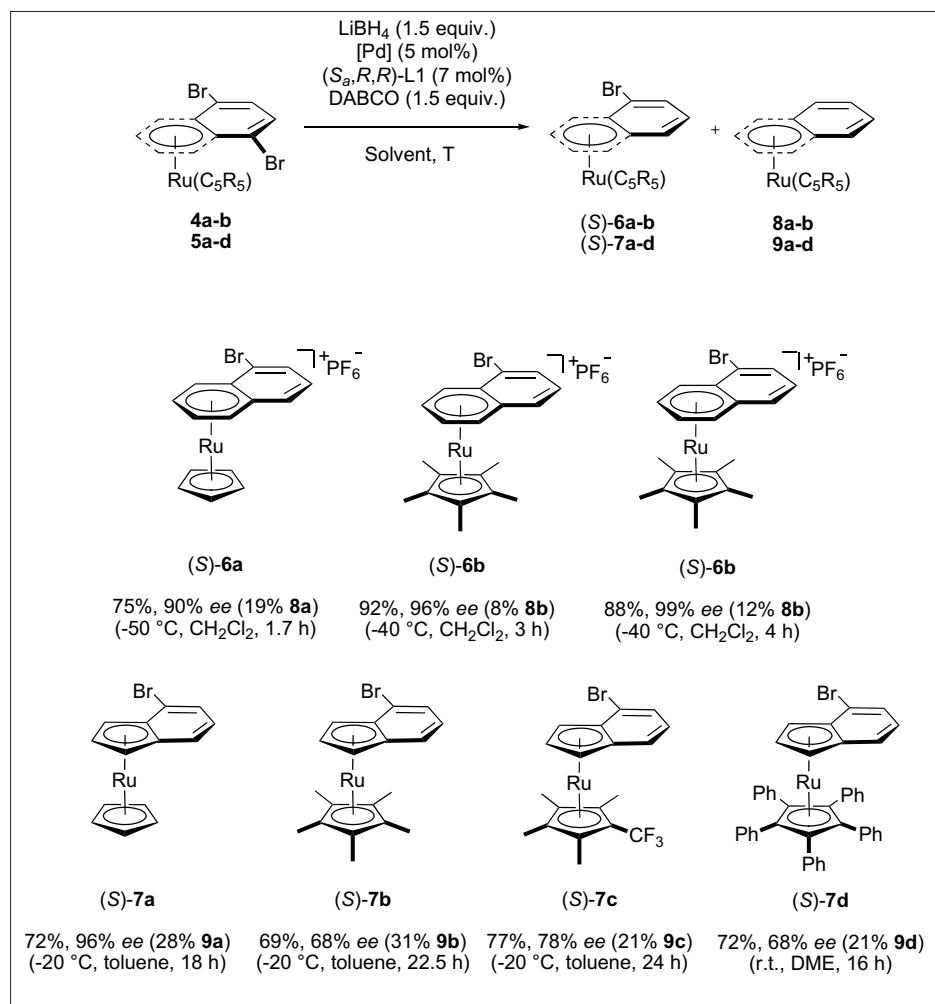 LiBH₄ (1.5 equiv.)
[Pd] (5 mol%)
(Sₐ,R,R)-L1 (7 mol%)
DABCO (1.5 equiv.)
Solvent, T
Br
Br
Ru(C₅R₅)
4a-b
5a-d
Br
Ru(C₅R₅)
(S)-6a-b
(S)-7a-d
+
Ru(C₅R₅)
8a-b
9a-d
Br
+
PF₆⁻
Ru
(S)-6a
75%, 90% ee (19% 8a)
(-50 °C, CH₂Cl₂, 1.7 h)
Br
+
PF₆⁻
Ru
(S)-6b
92%, 96% ee (8% 8b)
(-40 °C, CH₂Cl₂, 3 h)
Br
+
PF₆⁻
Ru
(S)-6b
88%, 99% ee (12% 8b)
(-40 °C, CH₂Cl₂, 4 h)
Br
Ru
(S)-7a
72%, 96% ee (28% 9a)
(-20 °C, toluene, 18 h)
Br
Ru
(S)-7b
69%, 68% ee (31% 9b)
(-20 °C, toluene, 22.5 h)
Br
Ru
CF₃
(S)-7c
77%, 78% ee (21% 9c)
(-20 °C, toluene, 24 h)
Br
Ru
Ph
Ph
Ph
Ph
Ph
(S)-7d
72%, 68% ee (21% 9d)
(r.t., DME, 16 h)